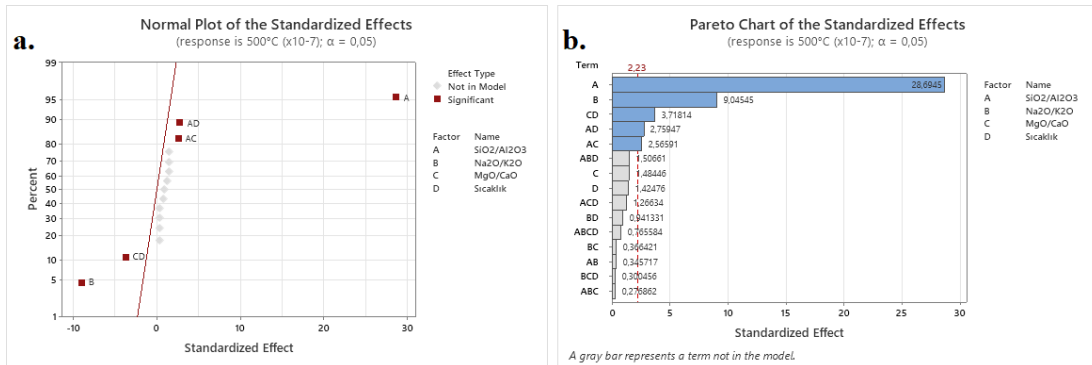 a.
Normal Plot of the Standardized Effects
(response is 500°C (x10-7); α = 0,05)
99
95
90
80
70
60
50
40
30
20
10
5
1
Percent
A
AD
AC
CD
B
-10 0 10 20 30
Standardized Effect
Effect Type
Not in Model
Significant
Factor Name
A SiO2/Al2O3
B Na2O/K2O
C MgO/CaO
D Sıcaklık
b.
Pareto Chart of the Standardized Effects
(response is 500°C (x10-7); α = 0,05)
Term
2,23
A 28,6945
B 9,04545
CD 3,71814
AD 2,75947
AC 2,56591
ABD 1,50661
C 1,48446
D 1,42476
ACD 1,26634
BD 0,941331
ABCD 0,765584
BC 0,366421
AB 0,345717
BCD 0,300456
ABC 0,276862
0 5 10 15 20 25 30
Standardized Effect
A gray bar represents a term not in the model.
Factor Name
A SiO2/Al2O3
B Na2O/K2O
C MgO/CaO
D Sıcaklık